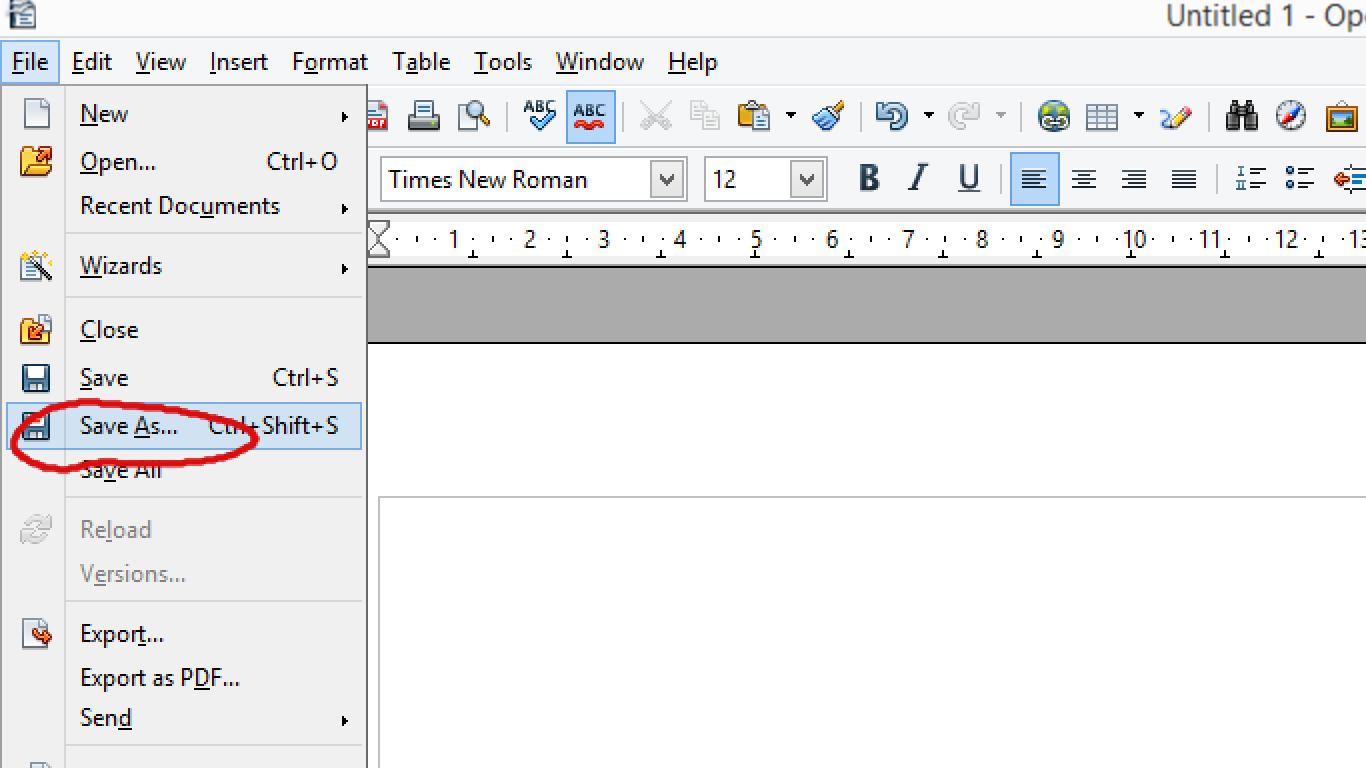 Untitled 1 - Op
File Edit View Insert Format Table Tools Window Help
New
Open... Ctrl+O
Recent Documents
Wizards
Close
Save Ctrl+S
Save As... Ctrl+Shift+S
Save All
Reload
Versions...
Export...
Export as PDF...
Send
PDF ABC ABC
Times New Roman 12 B I U
1 2 3 4 5 6 7 8 9 10 11 12 13